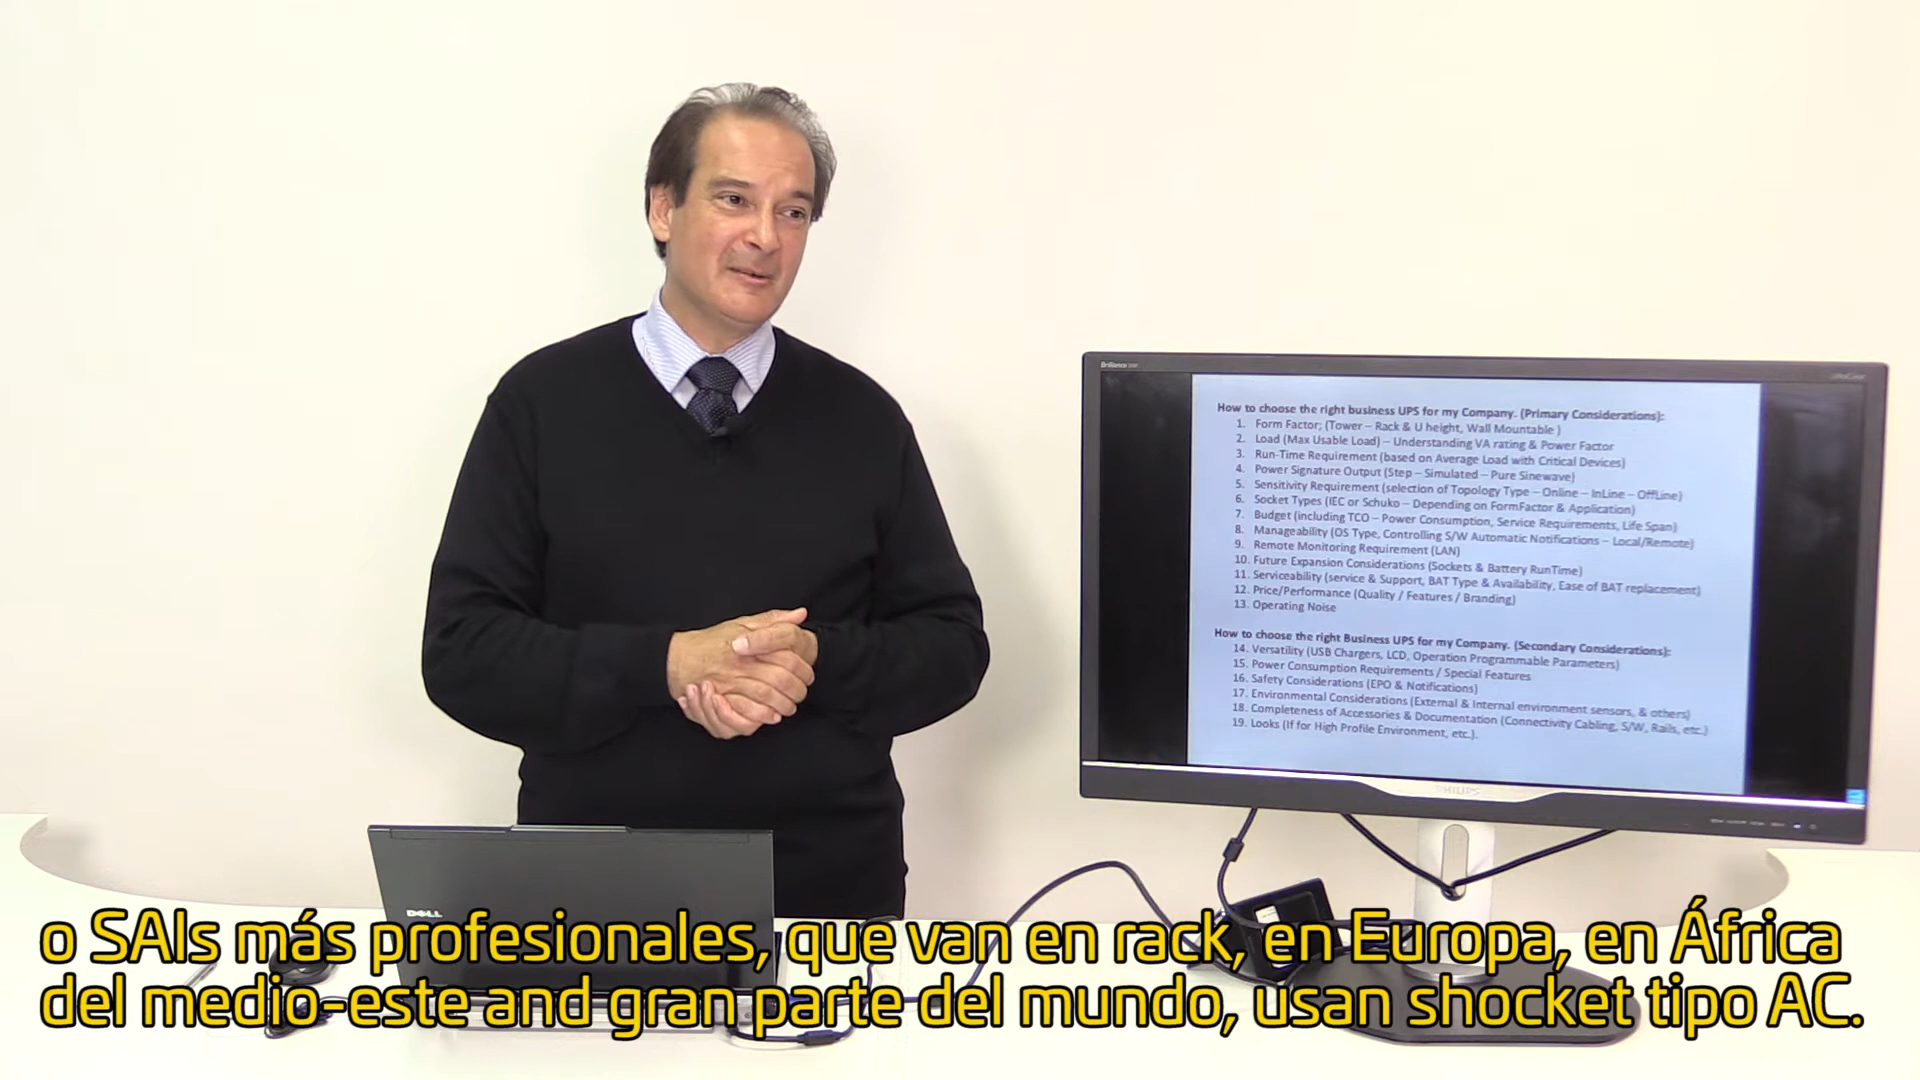 Brilliance
How to choose the right business UPS for my Company. (Primary Considerations):
1. Form Factor; (Tower – Rack & U height, Wall Mountable )
2. Load (Max Usable Load) – Understanding VA rating & Power Factor
3. Run-Time Requirement (based on Average Load with Critical Devices)
4. Power Signature Output (Step – Simulated – Pure Sinewave)
5. Sensitivity Requirement (selection of Topology Type – Online – InLine – OffLine)
6. Socket Types (IEC or Schuko – Depending on FormFactor & Application)
7. Budget (including TCO – Power Consumption, Service Requirements, Life Span)
8. Manageability (OS Type, Controlling S/W Automatic Notifications – Local/Remote)
9. Remote Monitoring Requirement (LAN)
10. Future Expansion Considerations (Sockets & Battery RunTime)
11. Serviceability (service & Support, BAT Type & Availability, Ease of BAT replacement)
12. Price/Performance (Quality / Features / Branding)
13. Operating Noise
How to choose the right Business UPS for my Company. (Secondary Considerations):
14. Versatility (USB Chargers, LCD, Operation Programmable Parameters)
15. Power Consumption Requirements / Special Features
16. Safety Considerations (EPO & Notifications)
17. Environmental Considerations (External & Internal environment sensors, & others)
18. Completeness of Accessories & Documentation (Connectivity Cabling, S/W, Rails, etc.)
19. Looks (If for High Profile Environment, etc.).
PHILIPS
DELL
o SAIs más profesionales, que van en rack, en Europa, en África
del medio-este and gran parte del mundo, usan shocket tipo AC.